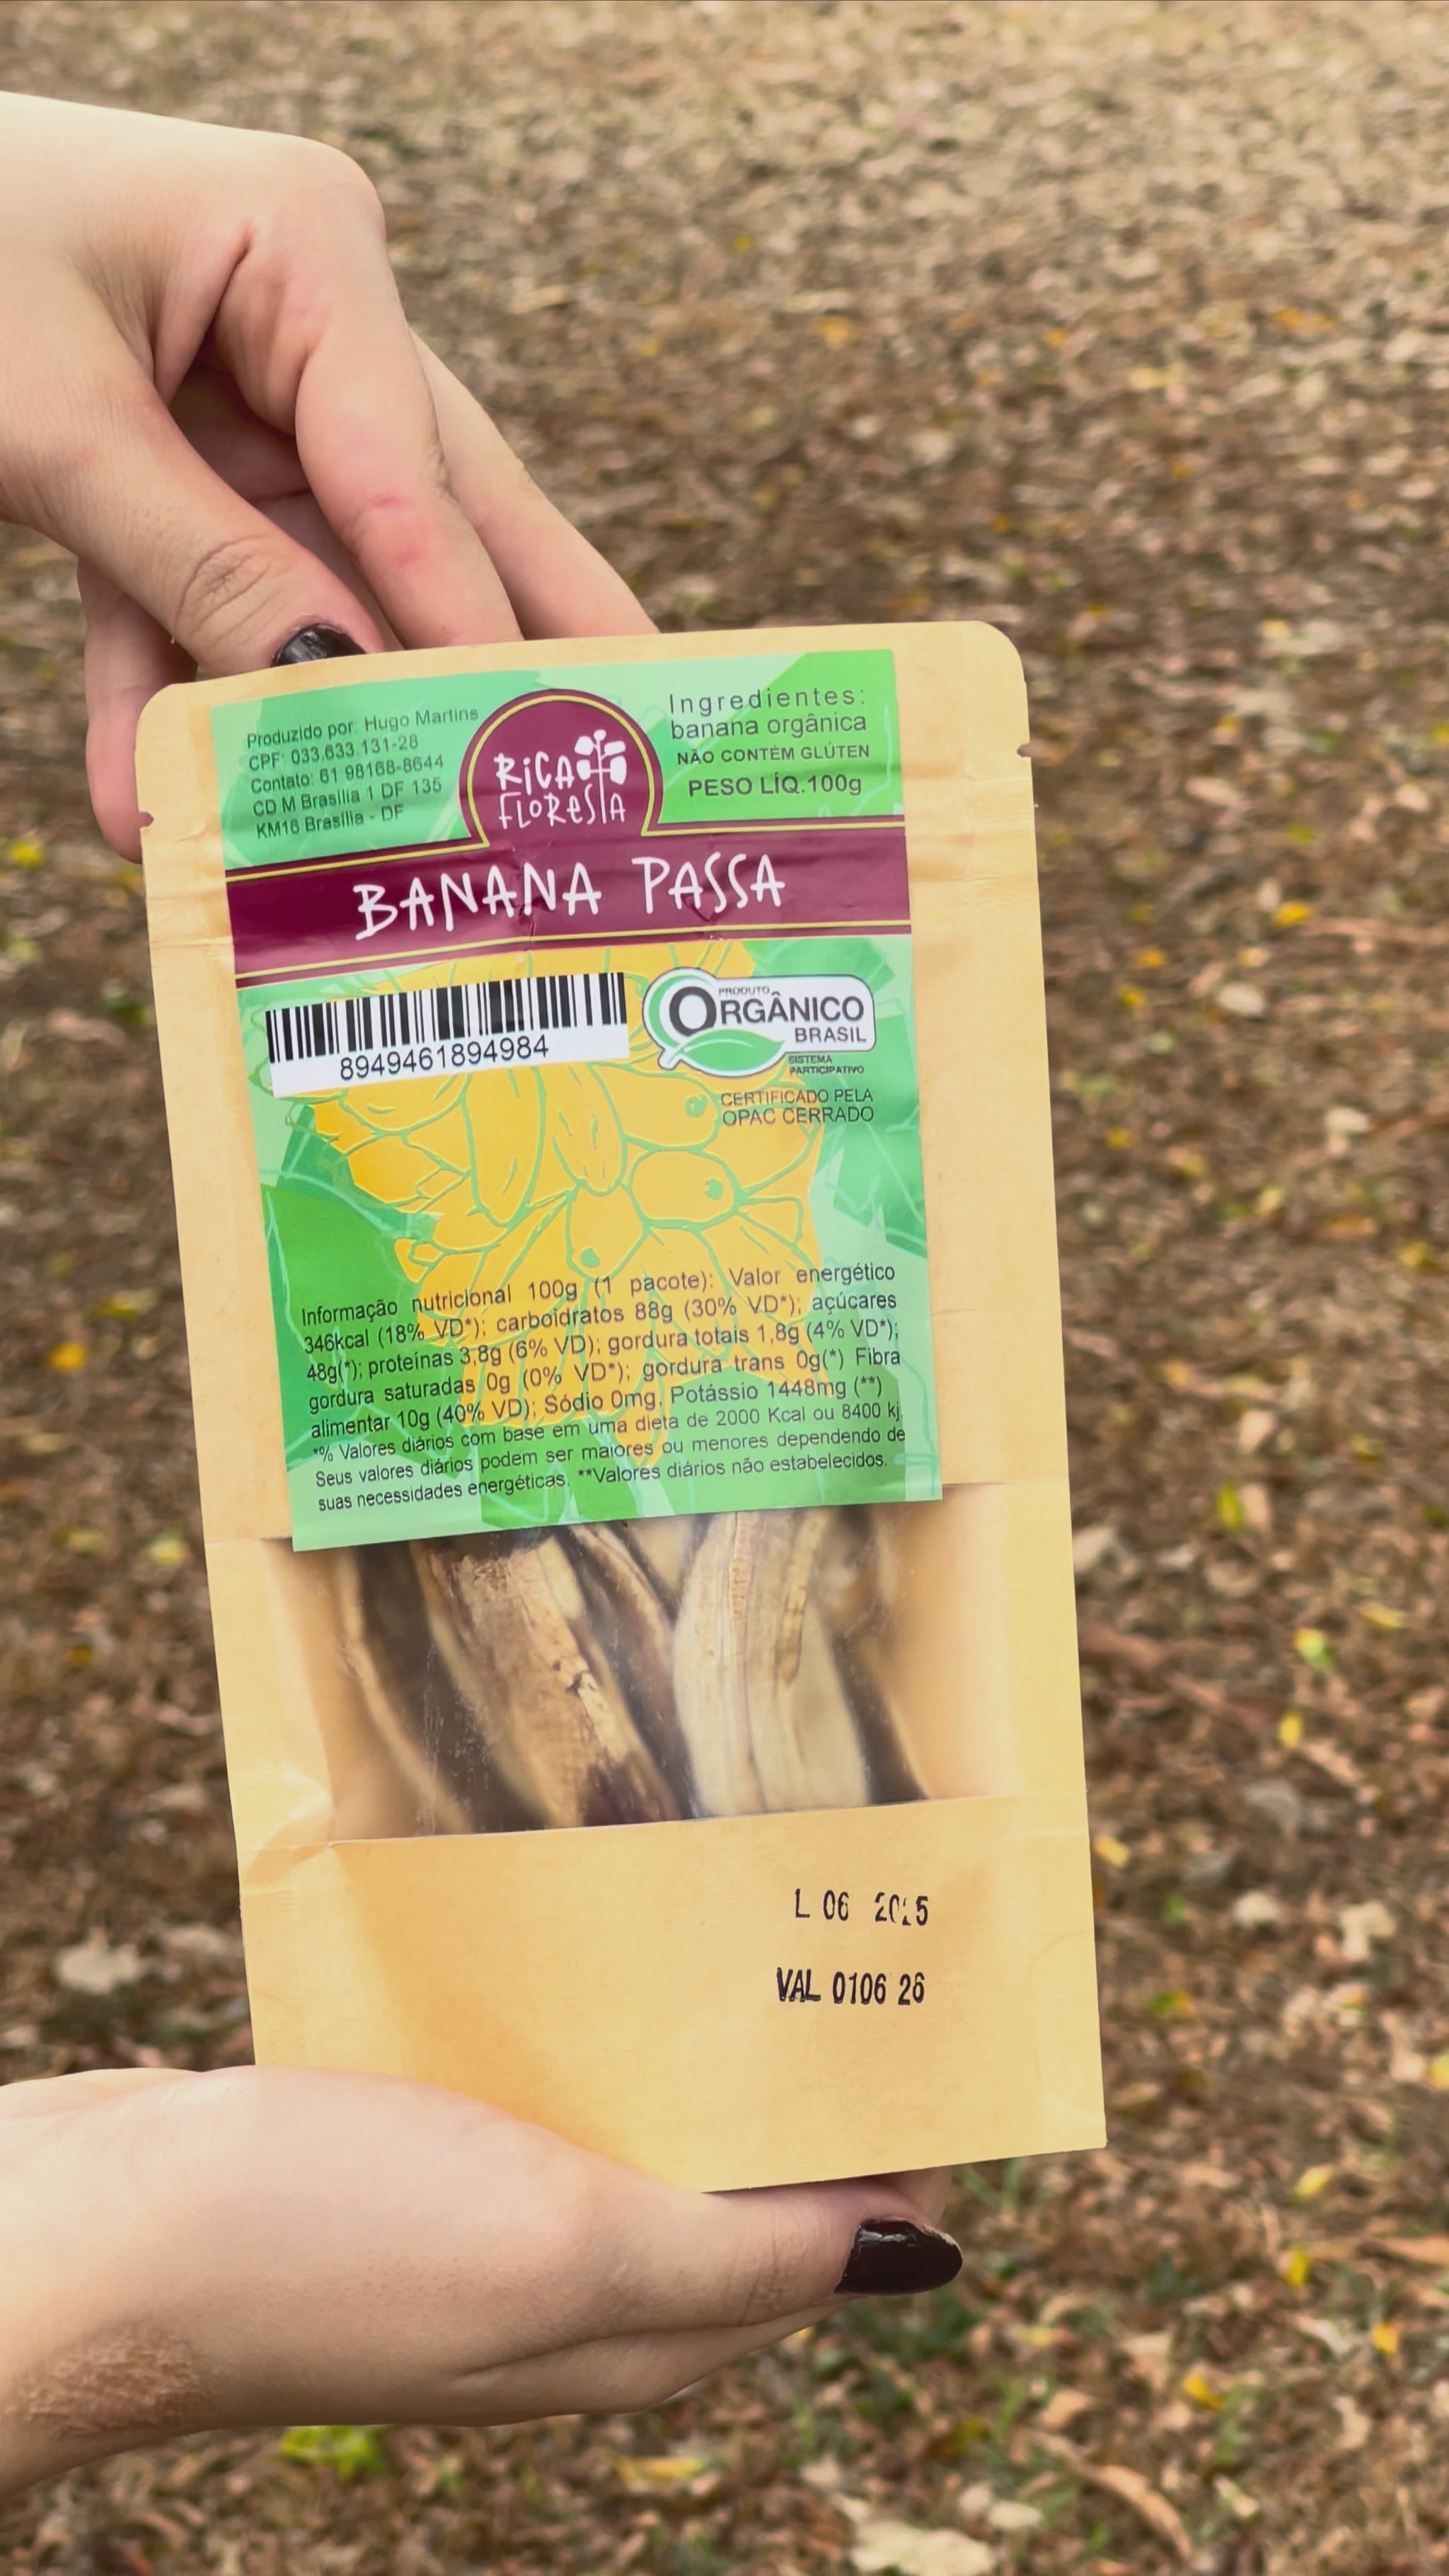 Produzido por: Hugo Martins
CPF: 033.633.131-28
Contato: 61 98168-8644
CD M Brasília 1 DF 135
KM16 Brasília - DF
RiCA
FLOReSTA
Ingredientes:
banana orgânica
NÃO CONTÉM GLÚTEN
PESO LÍQ.100g
BANANA PASSA
8949461894984
PRODUTO
ORGÂNICO
BRASIL
SISTEMA
PARTICIPATIVO
CERTIFICADO PELA
OPAC CERRADO
Informação nutricional 100g (1 pacote): Valor energético
346kcal (18% VD*); carboidratos 88g (30% VD*); açúcares
48g(*); proteínas 3,8g (6% VD); gordura totais 1,8g (4% VD*);
gordura saturadas 0g (0% VD*); gordura trans 0g(*) Fibra
alimentar 10g (40% VD); Sódio 0mg, Potássio 1448mg (**)
*% Valores diários com base em uma dieta de 2000 Kcal ou 8400 kj.
Seus valores diários podem ser maiores ou menores dependendo de
suas necessidades energéticas. **Valores diários não estabelecidos.
L 06 2025
VAL 0106 26